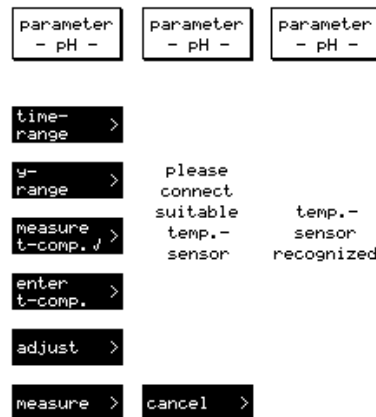 parameter
- pH -
time-
range >
y-
range >
measure
t-comp.√ >
enter
t-comp. >
adjust >
measure >
parameter
- pH -
please
connect
suitable
temp.-
sensor
cancel >
parameter
- pH -
temp.-
sensor
recognized